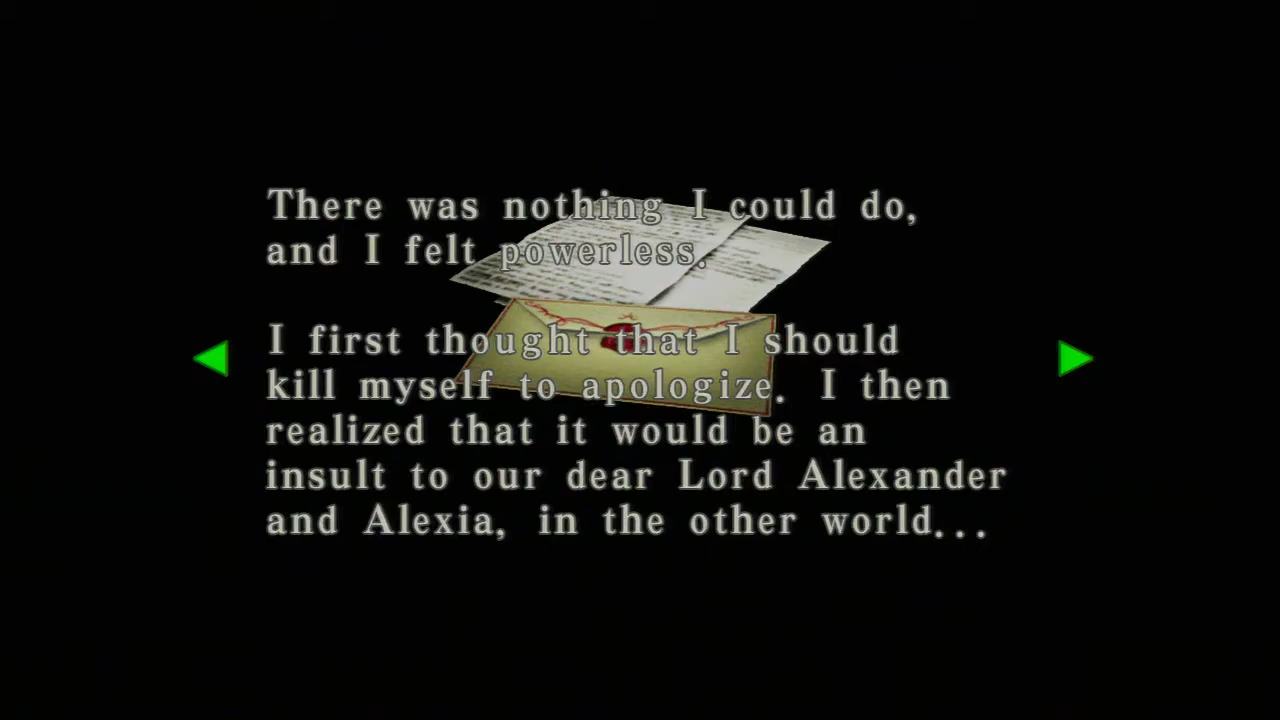 There was nothing I could do,
and I felt powerless.
I first thought that I should
kill myself to apologize. I then
realized that it would be an
insult to our dear Lord Alexander
and Alexia, in the other world...